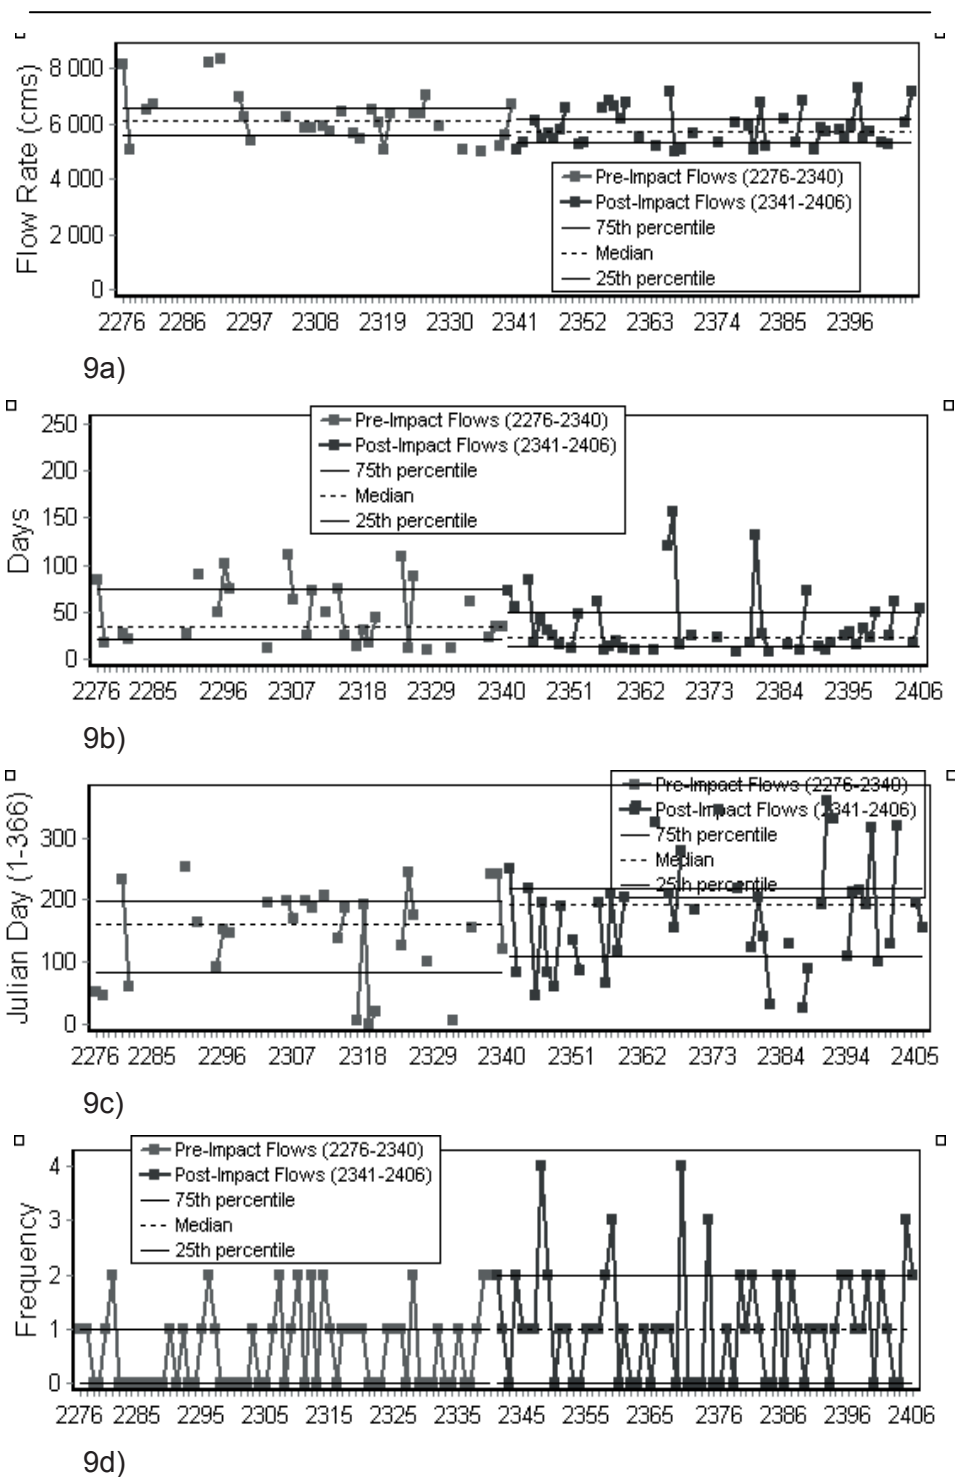 Flow Rate (cms)
8 000
6 000
4 000
2 000
0
Pre-Impact Flows (2276-2340)
Post-Impact Flows (2341-2406)
75th percentile
Median
25th percentile
2276 2286 2297 2308 2319 2330 2341 2352 2363 2374 2385 2396
9a)
Days
250
200
150
100
50
0
Pre-Impact Flows (2276-2340)
Post-Impact Flows (2341-2406)
75th percentile
Median
25th percentile
2276 2285 2296 2307 2318 2329 2340 2351 2362 2373 2384 2395 2406
9b)
Julian Day (1-366)
300
200
100
0
Pre-Impact Flows (2276-2340)
Post-Impact Flows (2341-2406)
75th percentile
Median
25th percentile
2276 2285 2296 2307 2318 2329 2340 2351 2362 2373 2384 2394 2405
9c)
Frequency
4
3
2
1
0
Pre-Impact Flows (2276-2340)
Post-Impact Flows (2341-2406)
75th percentile
Median
25th percentile
2276 2285 2295 2305 2315 2325 2335 2345 2355 2365 2376 2386 2396 2406
9d)